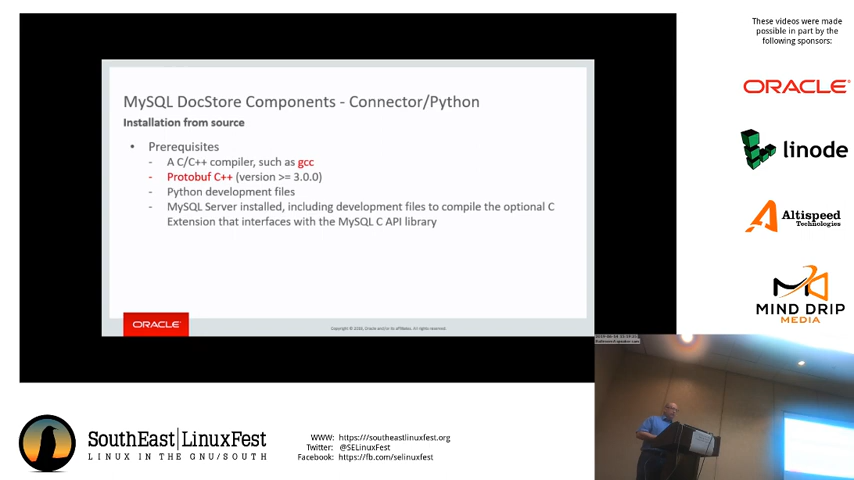 These videos were made
possible in part by the
following sponsors:
ORACLE
linode
Altispeed
Technologies
MIND DRIP
MEDIA
MySQL DocStore Components - Connector/Python
Installation from source
• Prerequisites
- A C/C++ compiler, such as gcc
- Protobuf C++ (version >= 3.0.0)
- Python development files
- MySQL Server installed, including development files to compile the optional C
Extension that interfaces with the MySQL C API library
ORACLE
SouthEast|LinuxFest
LINUX IN THE GNU/SOUTH
WWW: https:///southeastlinuxfest.org
Twitter: @SELinuxFest
Facebook: https://fb.com/selinuxfest